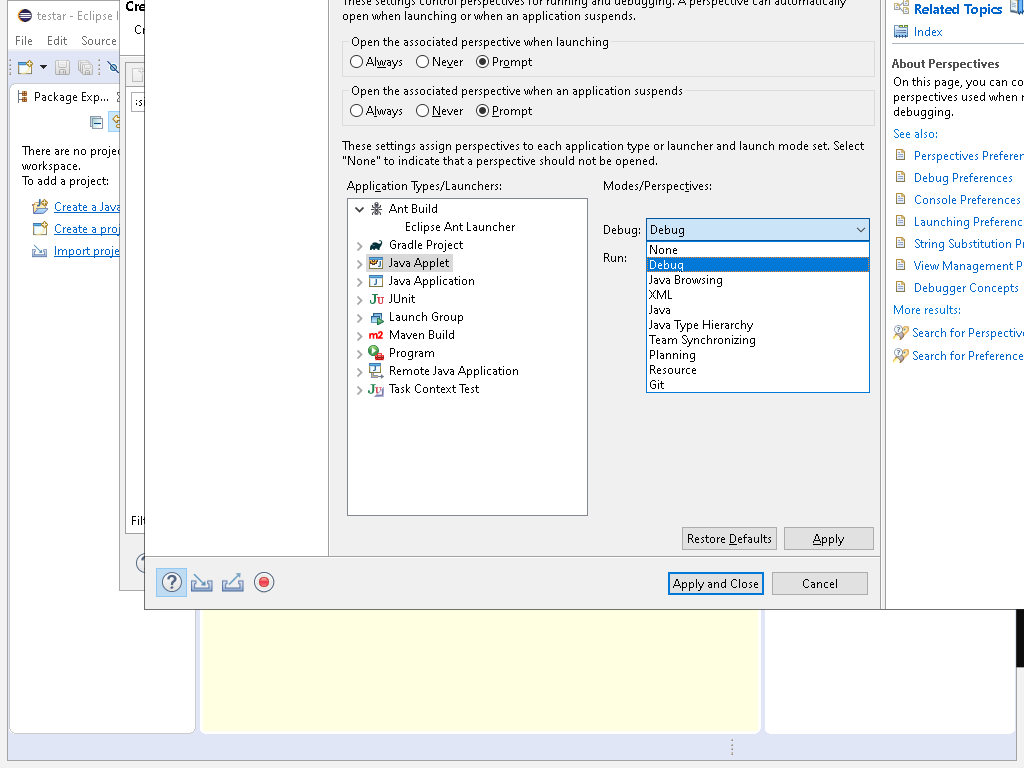 testar - Eclipse I
File Edit Source
Package Exp...
There are no proje
workspace.
To add a project:
Create a Java
Create a proj
Import proje
Cre
These settings control perspectives for running and debugging. A perspective can automatically
open when launching or when an application suspends.
Open the associated perspective when launching
Always Never Prompt
Open the associated perspective when an application suspends
Always Never Prompt
These settings assign perspectives to each application type or launcher and launch mode set. Select
"None" to indicate that a perspective should not be opened.
Application Types/Launchers:
Ant Build
Eclipse Ant Launcher
Gradle Project
Java Applet
Java Application
JUnit
Launch Group
Maven Build
Program
Remote Java Application
Task Context Test
Modes/Perspectives:
Debug: Debug
Run:
None
Debug
Java Browsing
XML
Java
Java Type Hierarchy
Team Synchronizing
Planning
Resource
Git
Filt
Restore Defaults Apply
Apply and Close Cancel
Related Topics
Index
About Perspectives
On this page, you can co
perspectives used when r
debugging.
See also:
Perspectives Preferen
Debug Preferences
Console Preferences
Launching Preferenc
String Substitution Pr
View Management P
Debugger Concepts
More results:
Search for Perspective
Search for Preference